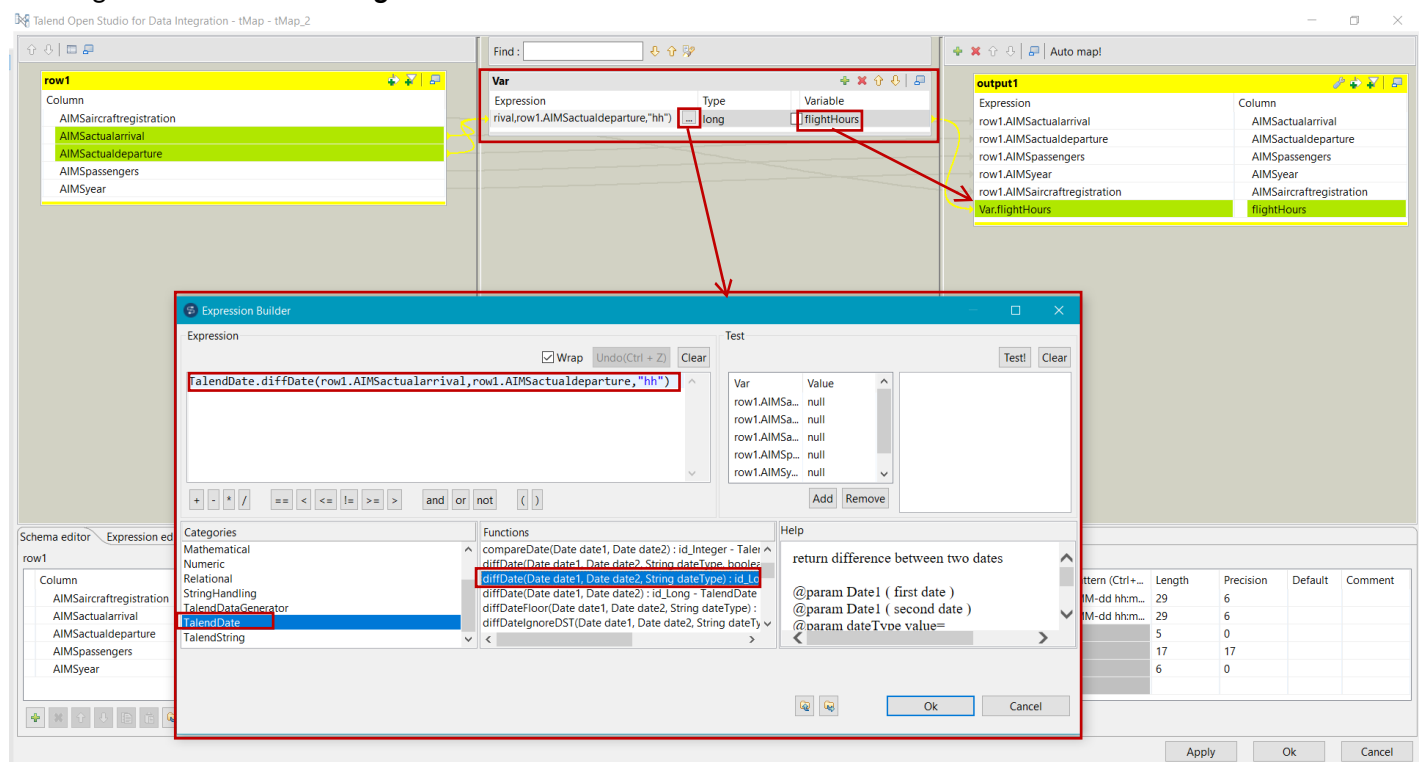 Talend Open Studio for Data Integration - tMap - tMap_2
Find :
Auto map!
row1
Column
AIMSaircraftregistration
AIMSactualarrival
AIMSactualdeparture
AIMSpassengers
AIMSyear
Var
Expression Type Variable
rival,row1.AIMSactualdeparture,"hh") ... long flightHours
output1
Expression Column
row1.AIMSactualarrival AIMSactualarrival
row1.AIMSactualdeparture AIMSactualdeparture
row1.AIMSpassengers AIMSpassengers
row1.AIMSyear AIMSyear
row1.AIMSaircraftregistration AIMSaircraftregistration
Var.flightHours flightHours
Expression Builder
Expression
Wrap Undo(Ctrl + Z) Clear
TalendDate.diffDate(row1.AIMSactualarrival,row1.AIMSactualdeparture,"hh")
+ - * / == < <= != >= > and or not ( )
Test
Test! Clear
Var Value
row1.AIMSa... null
row1.AIMSa... null
row1.AIMSa... null
row1.AIMSp... null
row1.AIMSy... null
Add Remove
Categories
Mathematical
Numeric
Relational
StringHandling
TalendDataGenerator
TalendDate
TalendString
Functions
compareDate(Date date1, Date date2) : id_Integer - Taler
diffDate(Date date1, Date date2, String dateType, boolea
diffDate(Date date1, Date date2, String dateType) : id_Lo
diffDate(Date date1, Date date2) : id_Long - TalendDate
diffDateFloor(Date date1, Date date2, String dateType) :
diffDateIgnoreDST(Date date1, Date date2, String dateTy
Help
return difference between two dates
@param Date1 ( first date )
@param Date1 ( second date )
@param dateType value=
Ok Cancel
Schema editor Expression ed
row1
Column
AIMSaircraftregistration
AIMSactualarrival
AIMSactualdeparture
AIMSpassengers
AIMSyear
ttern (Ctrl+... Length Precision Default Comment
M-dd hh:m... 29 6
M-dd hh:m... 29 6
5 0
17 17
6 0
Apply Ok Cancel